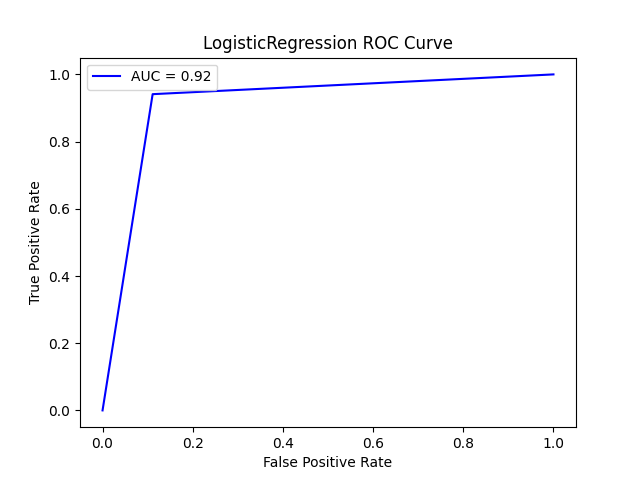 LogisticRegression ROC Curve
AUC = 0.92
1.0
0.8
0.6
0.4
0.2
0.0
True Positive Rate
0.0 0.2 0.4 0.6 0.8 1.0
False Positive Rate